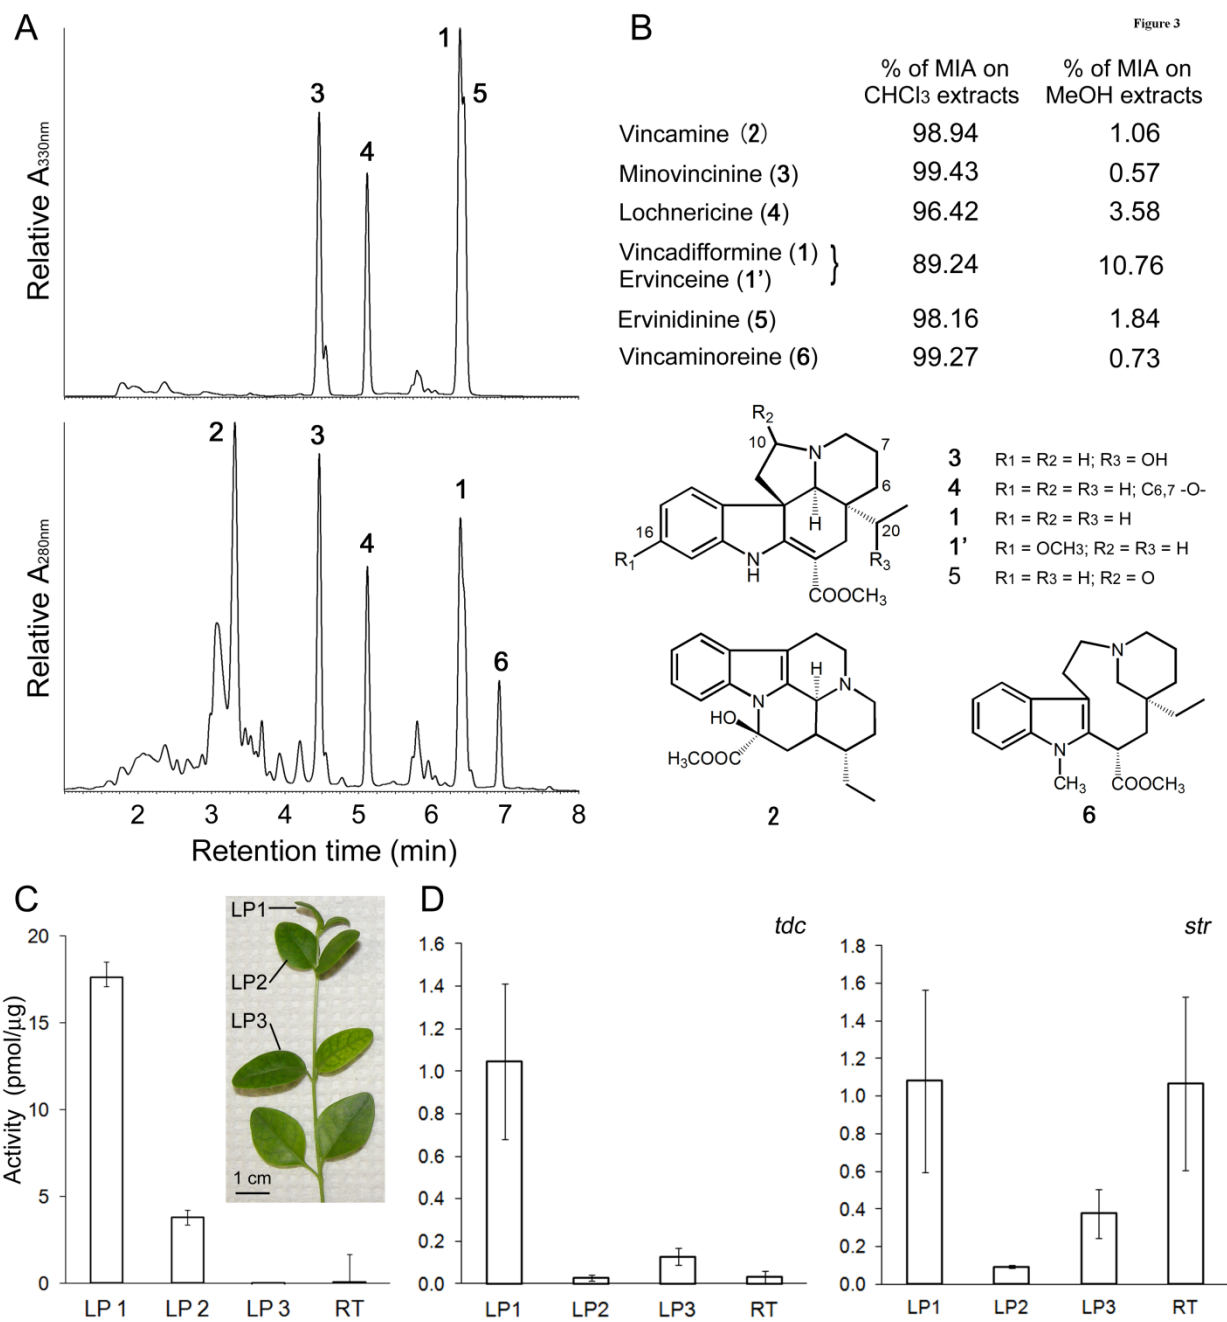 A
B
Figure 3
Relative A330nm
3
4
1
5
Relative A280nm
2
3
4
1
6
2 3 4 5 6 7 8
Retention time (min)
% of MIA on CHCl3 extracts
% of MIA on MeOH extracts
Vincamine (2) 98.94 1.06
Minovincinine (3) 99.43 0.57
Lochnericine (4) 96.42 3.58
Vincadifformine (1)
Ervinceine (1') } 89.24 10.76
Ervinidinine (5) 98.16 1.84
Vincaminoreine (6) 99.27 0.73
R2
10
N
7
6
H
20
16
R1
N
H
R3
COOCH3
3 R1 = R2 = H; R3 = OH
4 R1 = R2 = R3 = H; C6,7 -O-
1 R1 = R2 = R3 = H
1' R1 = OCH3; R2 = R3 = H
5 R1 = R3 = H; R2 = O
H
N
N
HO
H3COOC
2
N
N
CH3
COOCH3
6
C
Activity (pmol/µg)
20
15
10
5
0
LP1
LP2
LP3
1 cm
LP 1 LP 2 LP 3 RT
D
tdc
1.6
1.4
1.2
1.0
0.8
0.6
0.4
0.2
0.0
LP1 LP2 LP3 RT
str
1.8
1.6
1.4
1.2
1.0
0.8
0.6
0.4
0.2
0.0
LP1 LP2 LP3 RT